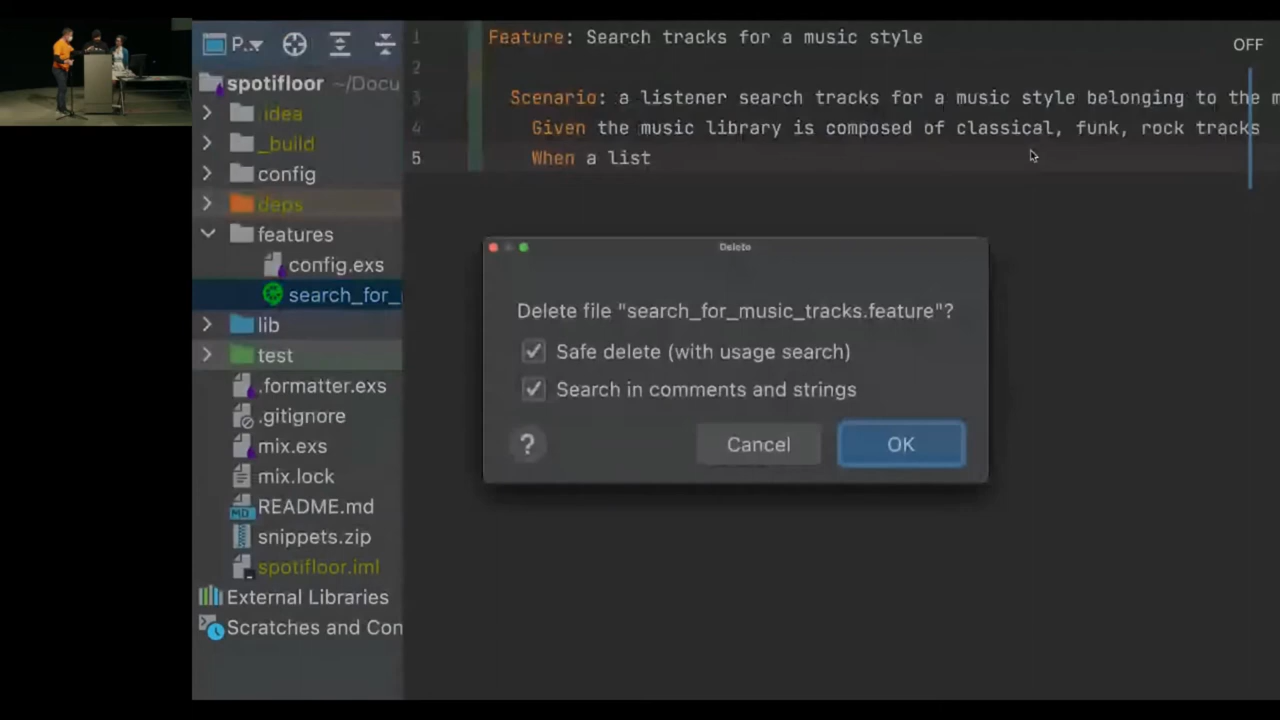 P..
spotifloor ~/Docu
.idea
_build
config
deps
features
config.exs
search_for_
lib
test
.formatter.exs
.gitignore
mix.exs
mix.lock
README.md
snippets.zip
spotifloor.iml
External Libraries
Scratches and Con
1 Feature: Search tracks for a music style
2
3 Scenario: a listener search tracks for a music style belonging to the m
4 Given the music library is composed of classical, funk, rock tracks
5 When a list
OFF
Delete
Delete file "search_for_music_tracks.feature"?
Safe delete (with usage search)
Search in comments and strings
?
Cancel
OK